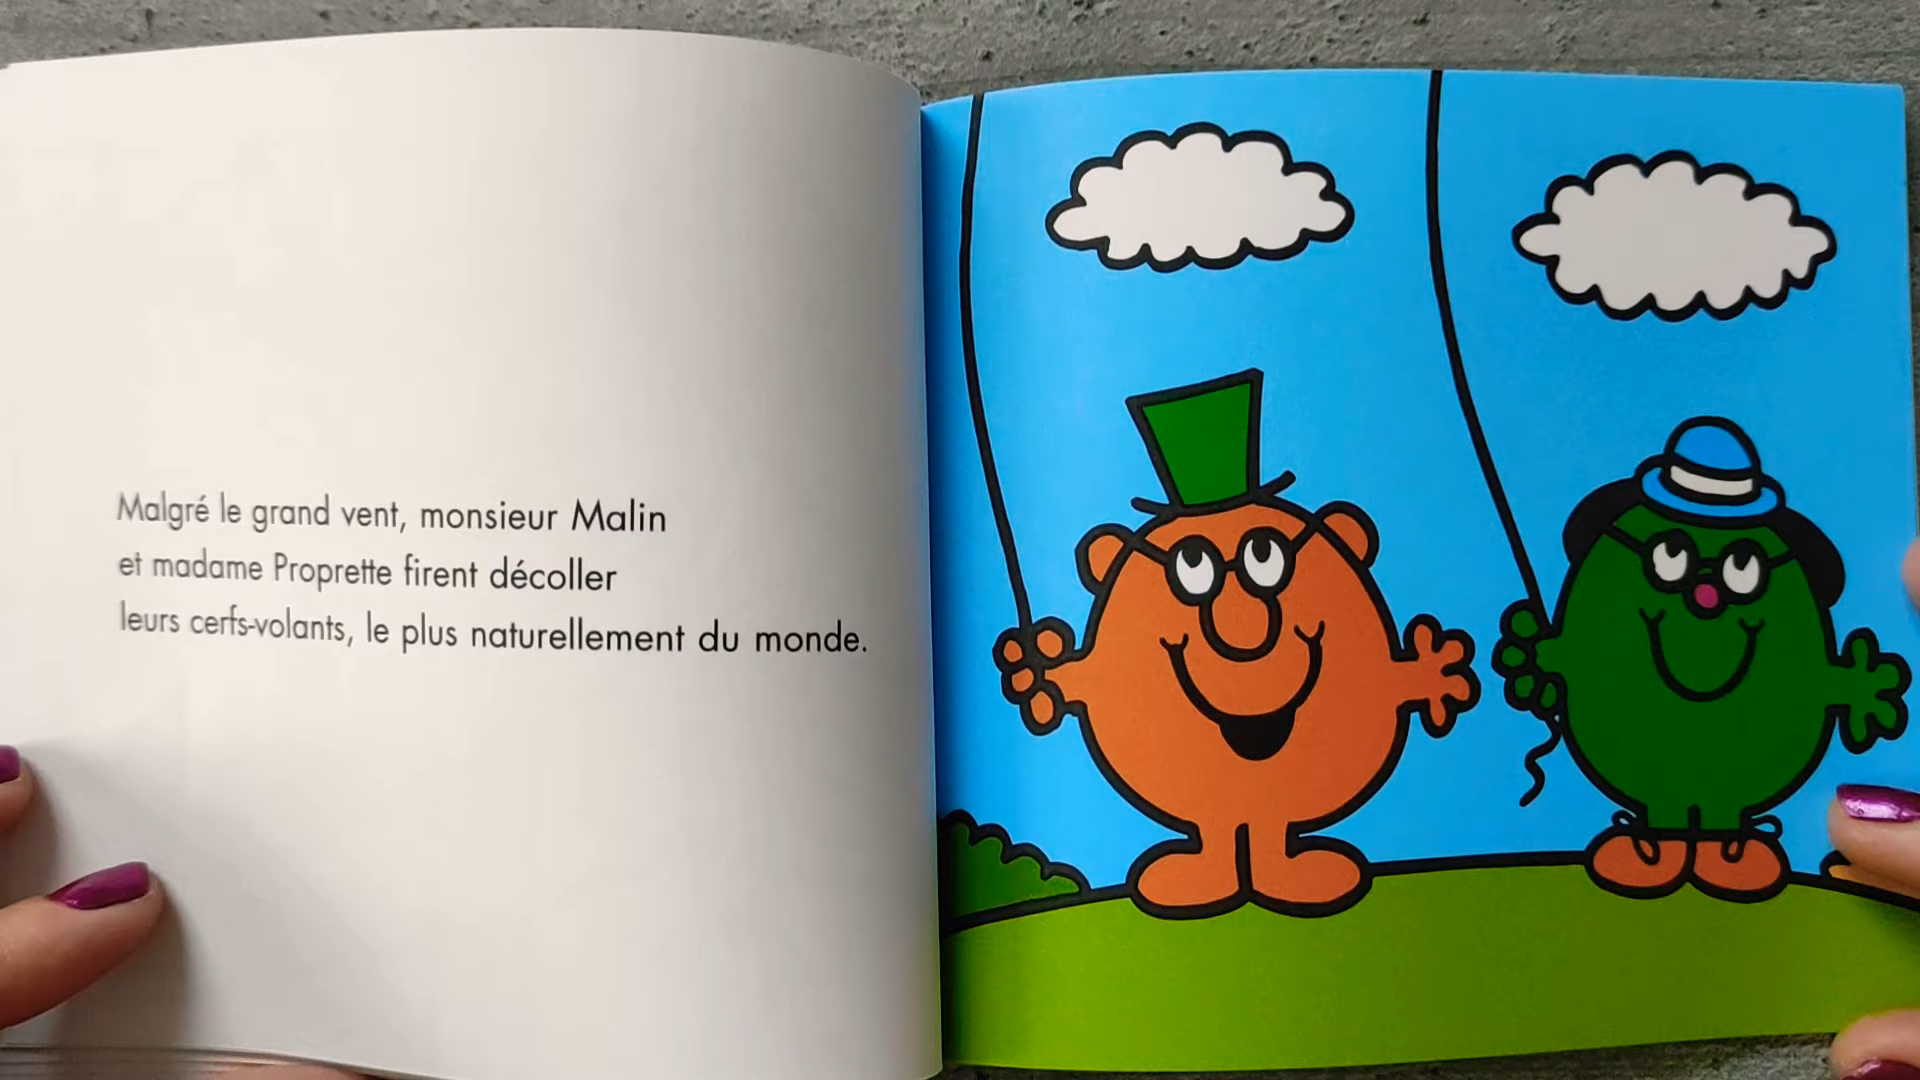 Malgré le grand vent, monsieur Malin
et madame Proprette firent décoller
leurs cerfs-volants, le plus naturellement du monde.